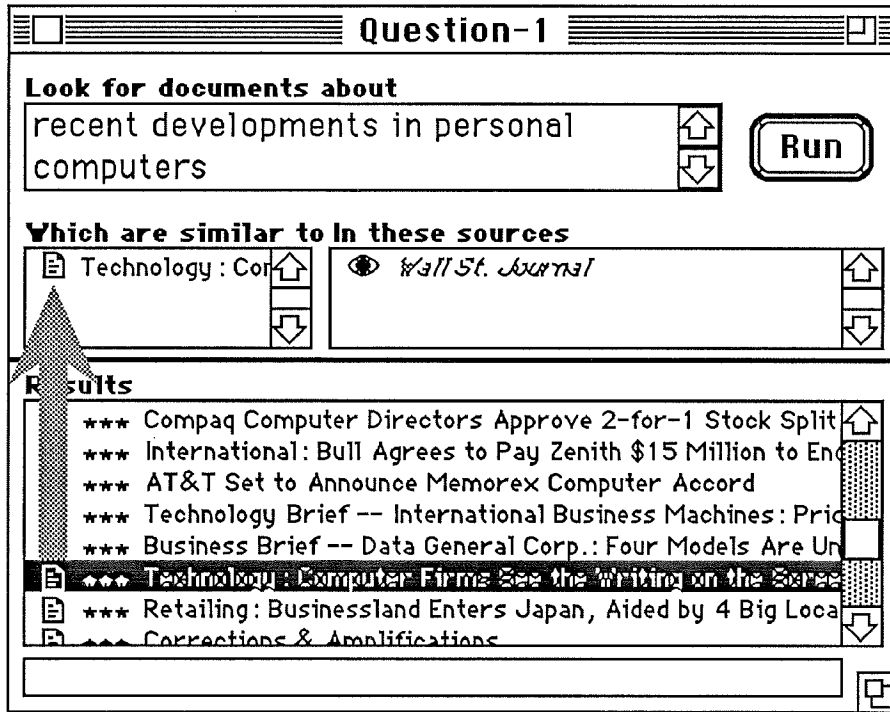 Question-1
Look for documents about
recent developments in personal
computers
Run
Which are similar to In these sources
Technology : Cor
Wall St. Journal
Results
*** Compaq Computer Directors Approve 2-for-1 Stock Split
*** International: Bull Agrees to Pay Zenith $15 Million to End
*** AT&T Set to Announce Memorex Computer Accord
*** Technology Brief -- International Business Machines: Pric
*** Business Brief -- Data General Corp.: Four Models Are Un
*** Technology : Computer Firms See the Writing on the Scree
*** Retailing: Businessland Enters Japan, Aided by 4 Big Loca
*** Corrections & Amplifications